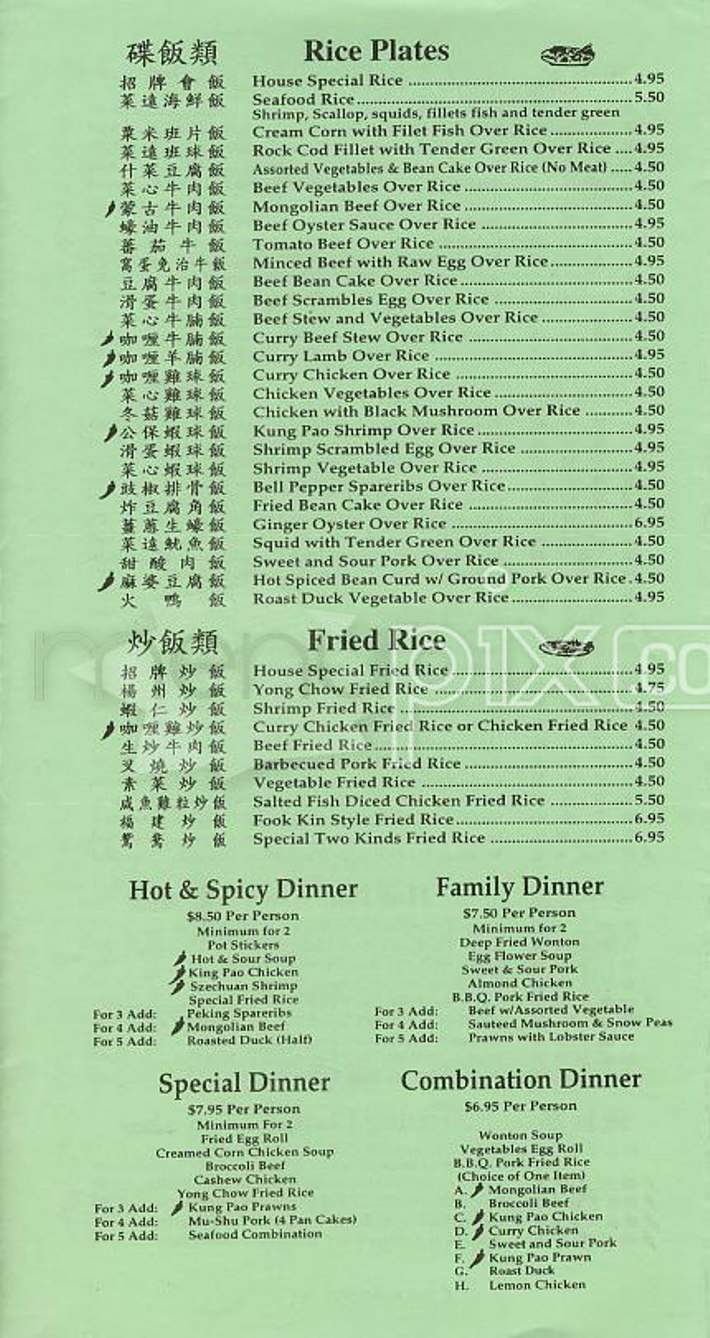 碟飯類 Rice Plates
招牌會飯 House Special Rice 4.95
菜遠海鮮飯 Seafood Rice 5.50
Shrimp, Scallop, squids, fillets fish and tender green
粟米班片飯 Cream Corn with Filet Fish Over Rice 4.95
菜遠班球飯 Rock Cod Fillet with Tender Green Over Rice 4.95
什菜豆腐飯 Assorted Vegetables & Bean Cake Over Rice (No Meat) 4.50
菜心牛肉飯 Beef Vegetables Over Rice 4.50
蒙古牛肉飯 Mongolian Beef Over Rice 4.50
蠔油牛肉飯 Beef Oyster Sauce Over Rice 4.95
蕃茄牛飯 Tomato Beef Over Rice 4.50
窩蛋免治牛飯 Minced Beef with Raw Egg Over Rice 4.95
豆腐牛肉飯 Beef Bean Cake Over Rice 4.50
滑蛋牛肉飯 Beef Scrambles Egg Over Rice 4.50
菜心牛腩飯 Beef Stew and Vegetables Over Rice 4.50
咖喱牛腩飯 Curry Beef Stew Over Rice 4.50
咖喱羊腩飯 Curry Lamb Over Rice 4.95
咖喱雞球飯 Curry Chicken Over Rice 4.50
菜心雞球飯 Chicken Vegetables Over Rice 4.50
冬菇雞球飯 Chicken with Black Mushroom Over Rice 4.50
公保蝦球飯 Kung Pao Shrimp Over Rice 4.95
滑蛋蝦球飯 Shrimp Scrambled Egg Over Rice 4.95
菜心蝦球飯 Shrimp Vegetable Over Rice 4.95
豉椒排骨飯 Bell Pepper Spareribs Over Rice 4.50
炸豆腐角飯 Fried Bean Cake Over Rice 4.50
薑蔥生蠔飯 Ginger Oyster Over Rice 6.95
菜遠魷魚飯 Squid with Tender Green Over Rice 4.50
甜酸肉飯 Sweet and Sour Pork Over Rice 4.50
麻婆豆腐飯 Hot Spiced Bean Curd w/ Ground Pork Over Rice 4.50
火鴨飯 Roast Duck Vegetable Over Rice 4.95
炒飯類 Fried Rice
招牌炒飯 House Special Fried Rice 4.95
楊州炒飯 Yong Chow Fried Rice 4.75
蝦仁炒飯 Shrimp Fried Rice 4.50
咖喱雞炒飯 Curry Chicken Fried Rice or Chicken Fried Rice 4.50
生炒牛肉飯 Beef Fried Rice 4.50
叉燒炒飯 Barbecued Pork Fried Rice 4.50
素菜炒飯 Vegetable Fried Rice 4.50
咸魚雞粒炒飯 Salted Fish Diced Chicken Fried Rice 5.50
福建炒飯 Fook Kin Style Fried Rice 6.95
鴛鴦炒飯 Special Two Kinds Fried Rice 6.95
Hot & Spicy Dinner
$8.50 Per Person
Minimum for 2
Pot Stickers
Hot & Sour Soup
King Pao Chicken
Szechuan Shrimp
Special Fried Rice
For 3 Add: Peking Spareribs
For 4 Add: Mongolian Beef
For 5 Add: Roasted Duck (Half)
Family Dinner
$7.50 Per Person
Minimum for 2
Deep Fried Wonton
Egg Flower Soup
Sweet & Sour Pork
Almond Chicken
B.B.Q. Pork Fried Rice
For 3 Add: Beef w/Assorted Vegetable
For 4 Add: Sauteed Mushroom & Snow Peas
For 5 Add: Prawns with Lobster Sauce
Special Dinner
$7.95 Per Person
Minimum For 2
Fried Egg Roll
Creamed Corn Chicken Soup
Broccoli Beef
Cashew Chicken
Yong Chow Fried Rice
For 3 Add: Kung Pao Prawns
For 4 Add: Mu-Shu Pork (4 Pan Cakes)
For 5 Add: Seafood Combination
Combination Dinner
$6.95 Per Person
Wonton Soup
Vegetables Egg Roll
B.B.Q. Pork Fried Rice
(Choice of One Item)
A. Mongolian Beef
B. Broccoli Beef
C. Kung Pao Chicken
D. Curry Chicken
E. Sweet and Sour Pork
F. Kung Pao Prawn
G. Roast Duck
H. Lemon Chicken